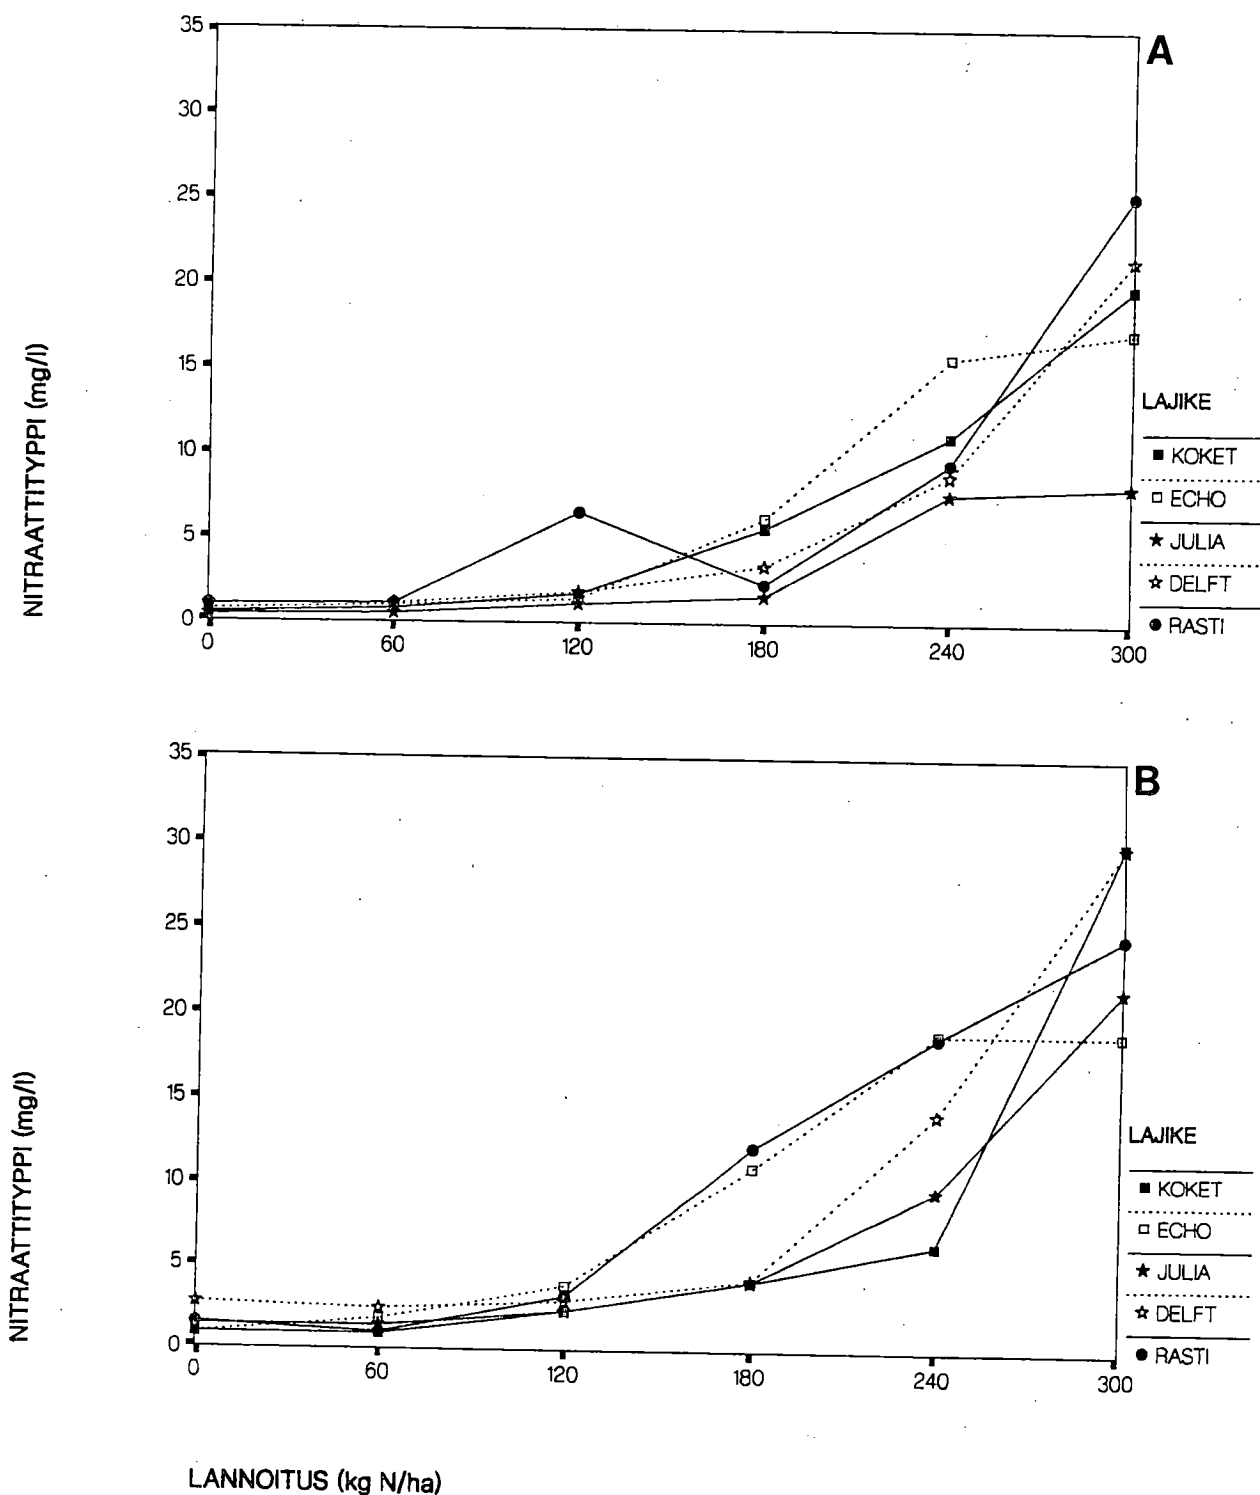 A
35
30
25
20
15
10
5
0
NITRAATTITYPPI (mg/l)
0 60 120 180 240 300
LAJIKE
KOKET
ECHO
JULIA
DELFT
RASTI
B
35
30
25
20
15
10
5
0
NITRAATTITYPPI (mg/l)
0 60 120 180 240 300
LAJIKE
KOKET
ECHO
JULIA
DELFT
RASTI
LANNOITUS (kg N/ha)